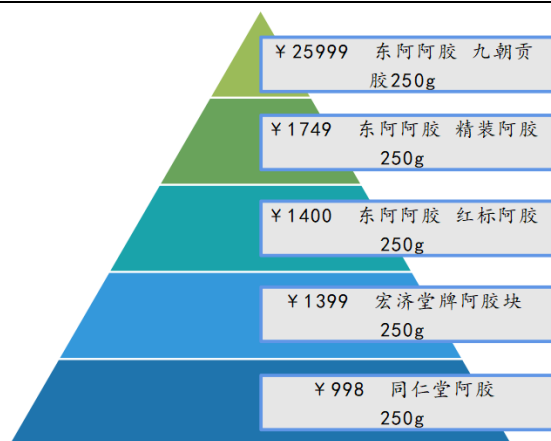 ￥25999 东阿阿胶 九朝贡
胶250g
￥1749 东阿阿胶 精装阿胶
250g
￥1400 东阿阿胶 红标阿胶
250g
￥1399 宏济堂牌阿胶块
250g
￥998 同仁堂阿胶
250g